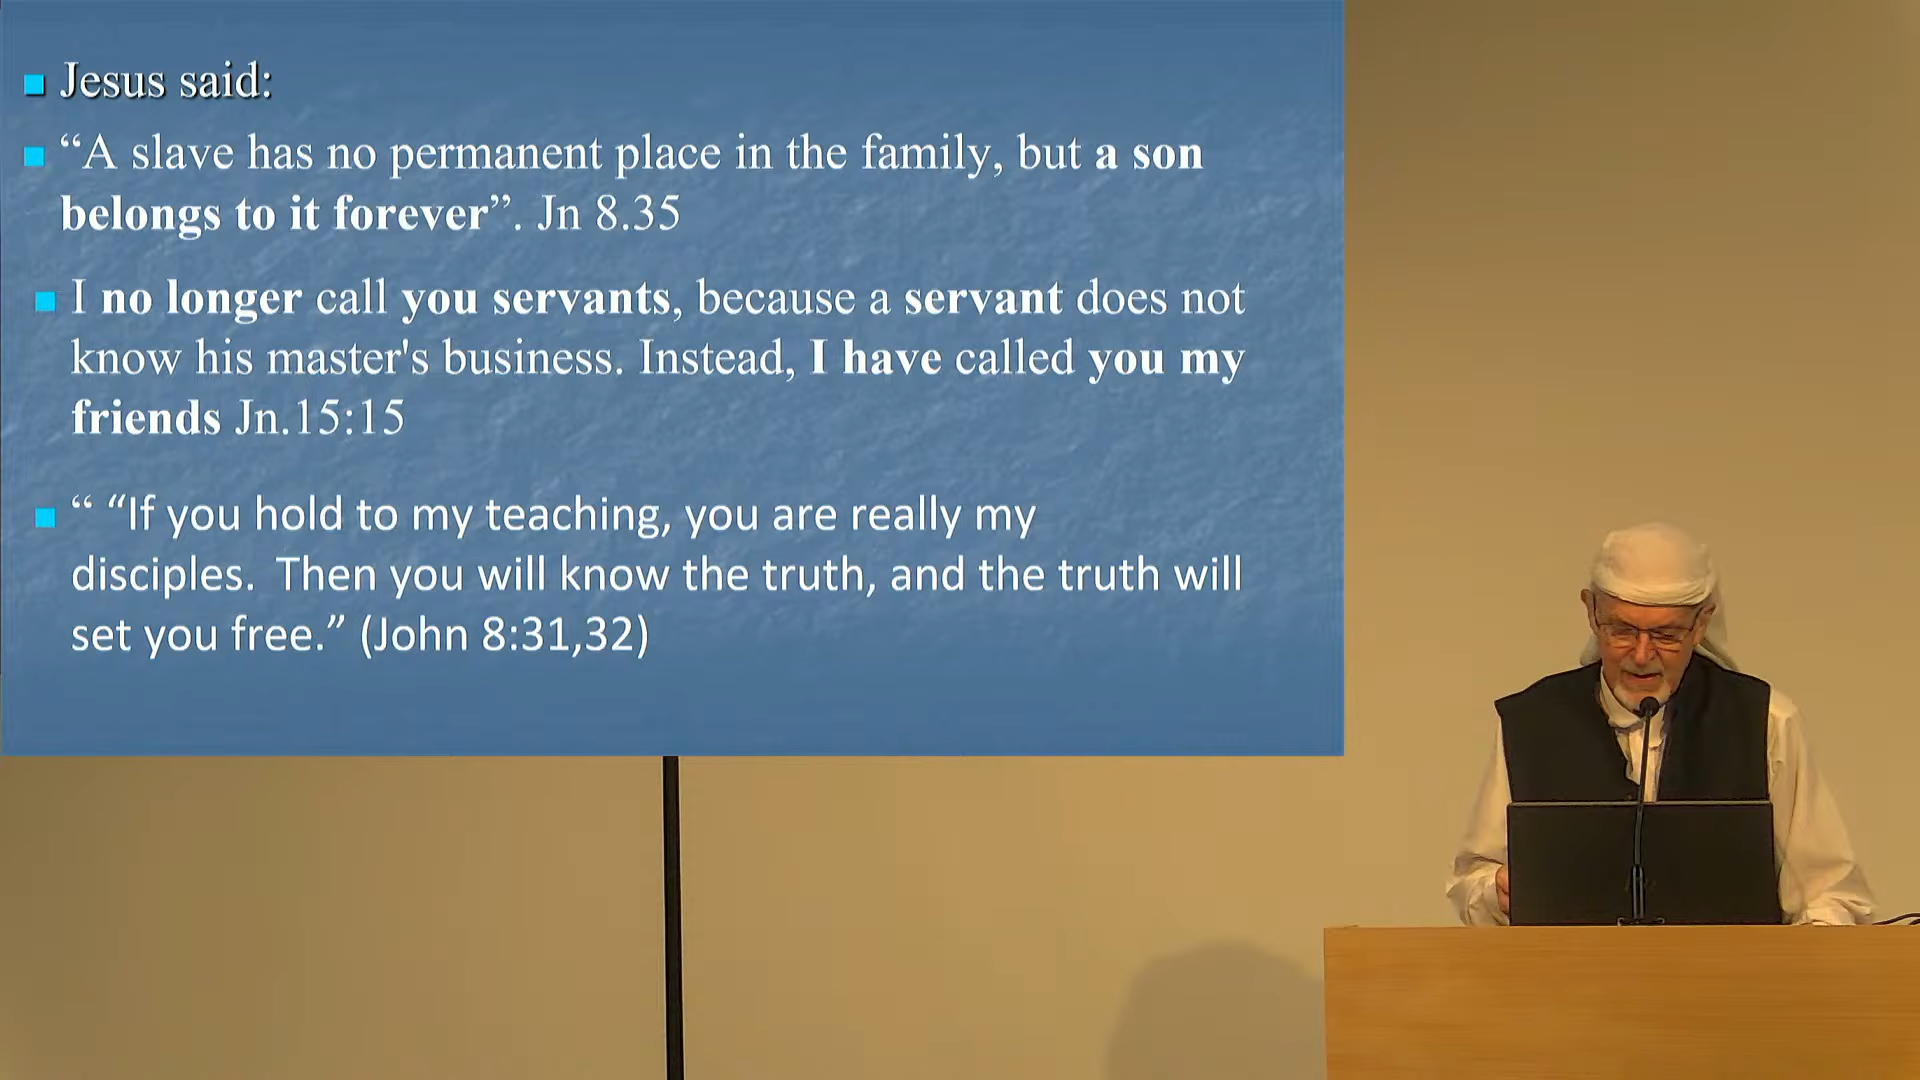 Jesus said:
“A slave has no permanent place in the family, but a son
belongs to it forever”. Jn 8.35
I no longer call you servants, because a servant does not
know his master's business. Instead, I have called you my
friends Jn.15:15
“ “If you hold to my teaching, you are really my
disciples. Then you will know the truth, and the truth will
set you free.” (John 8:31,32)